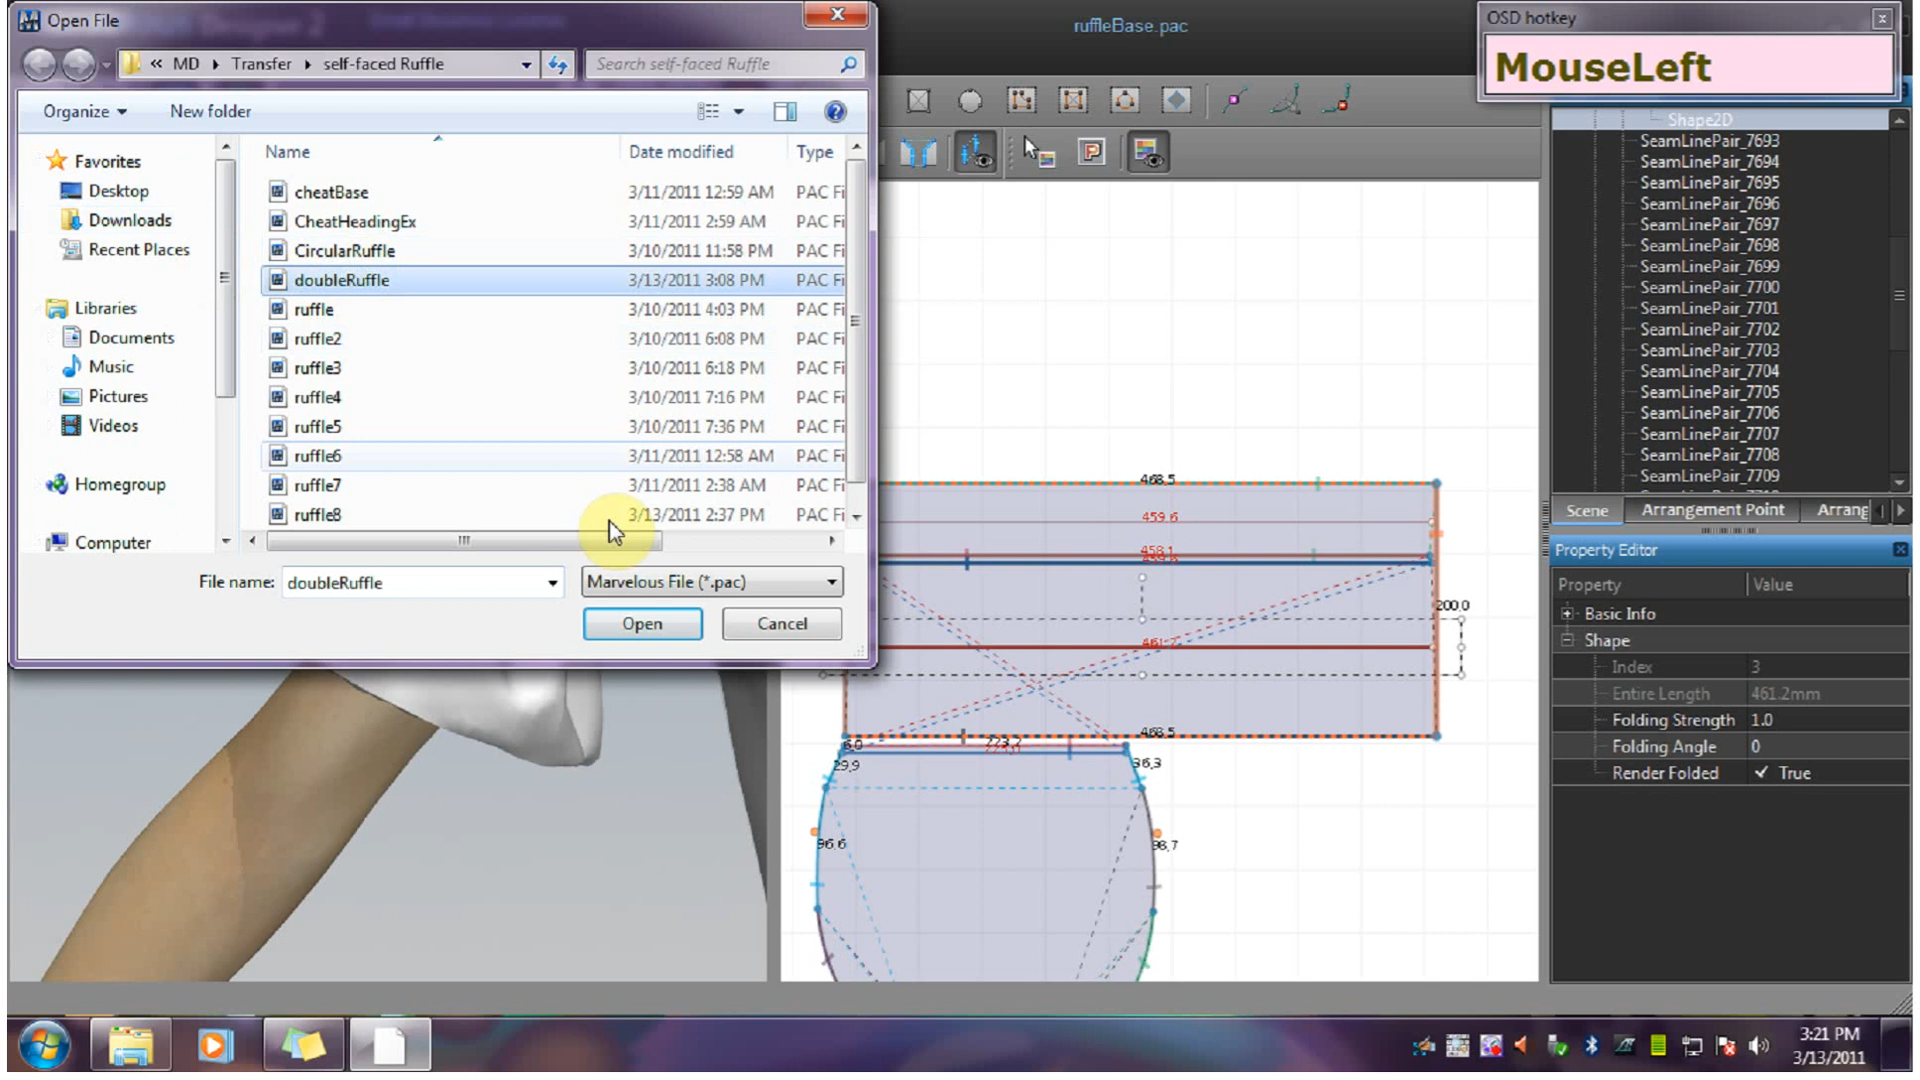 Open File
ruffleBase.pac
OSD hotkey
MouseLeft
« MD ▸ Transfer ▸ self-faced Ruffle
Search self-faced Ruffle
Organize
New folder
Name
Date modified
Type
Favorites
Desktop
Downloads
Recent Places
Libraries
Documents
Music
Pictures
Videos
Homegroup
Computer
cheatBase 3/11/2011 12:59 AM PAC Fi
CheatHeadingEx 3/11/2011 2:59 AM PAC Fi
CircularRuffle 3/10/2011 11:58 PM PAC Fi
doubleRuffle 3/13/2011 3:08 PM PAC Fi
ruffle 3/10/2011 4:03 PM PAC Fi
ruffle2 3/10/2011 6:08 PM PAC Fi
ruffle3 3/10/2011 6:18 PM PAC Fi
ruffle4 3/10/2011 7:16 PM PAC Fi
ruffle5 3/10/2011 7:36 PM PAC Fi
ruffle6 3/11/2011 12:58 AM PAC Fi
ruffle7 3/11/2011 2:38 AM PAC Fi
ruffle8 3/13/2011 2:37 PM PAC Fi
File name: doubleRuffle
Marvelous File (*.pac)
Open
Cancel
P
468.5
459.6
458.1
200.0
461.2
468.5
6.0
29.9
36.3
96.6
98.7
Shape2D
SeamLinePair_7693
SeamLinePair_7694
SeamLinePair_7695
SeamLinePair_7696
SeamLinePair_7697
SeamLinePair_7698
SeamLinePair_7699
SeamLinePair_7700
SeamLinePair_7701
SeamLinePair_7702
SeamLinePair_7703
SeamLinePair_7704
SeamLinePair_7705
SeamLinePair_7706
SeamLinePair_7707
SeamLinePair_7708
SeamLinePair_7709
Scene
Arrangement Point
Arrang
Property Editor
Property Value
Basic Info
Shape
Index 3
Entire Length 461.2mm
Folding Strength 1.0
Folding Angle 0
Render Folded ✓ True
3:21 PM
3/13/2011